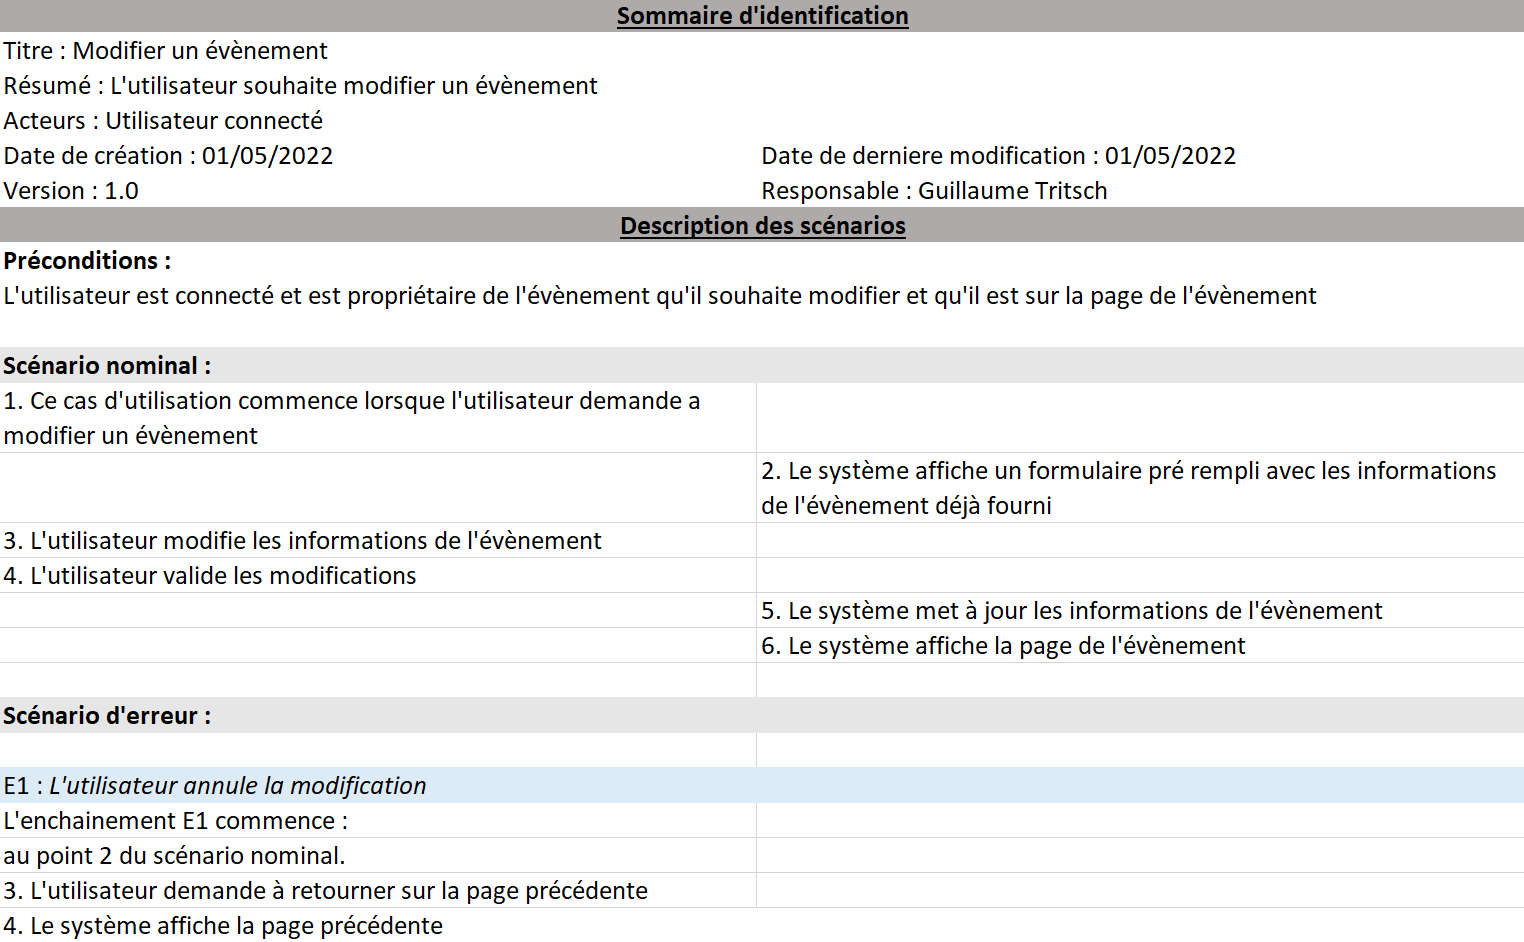 Sommaire d'identification
Titre : Modifier un évènement
Résumé : L'utilisateur souhaite modifier un évènement
Acteurs : Utilisateur connecté
Date de création : 01/05/2022
Date de derniere modification : 01/05/2022
Version : 1.0
Responsable : Guillaume Tritsch
Description des scénarios
Préconditions :
L'utilisateur est connecté et est propriétaire de l'évènement qu'il souhaite modifier et qu'il est sur la page de l'évènement
Scénario nominal :
1. Ce cas d'utilisation commence lorsque l'utilisateur demande a
modifier un évènement
2. Le système affiche un formulaire pré rempli avec les informations
de l'évènement déjà fourni
3. L'utilisateur modifie les informations de l'évènement
4. L'utilisateur valide les modifications
5. Le système met à jour les informations de l'évènement
6. Le système affiche la page de l'évènement
Scénario d'erreur :
E1 : L'utilisateur annule la modification
L'enchainement E1 commence :
au point 2 du scénario nominal.
3. L'utilisateur demande à retourner sur la page précédente
4. Le système affiche la page précédente